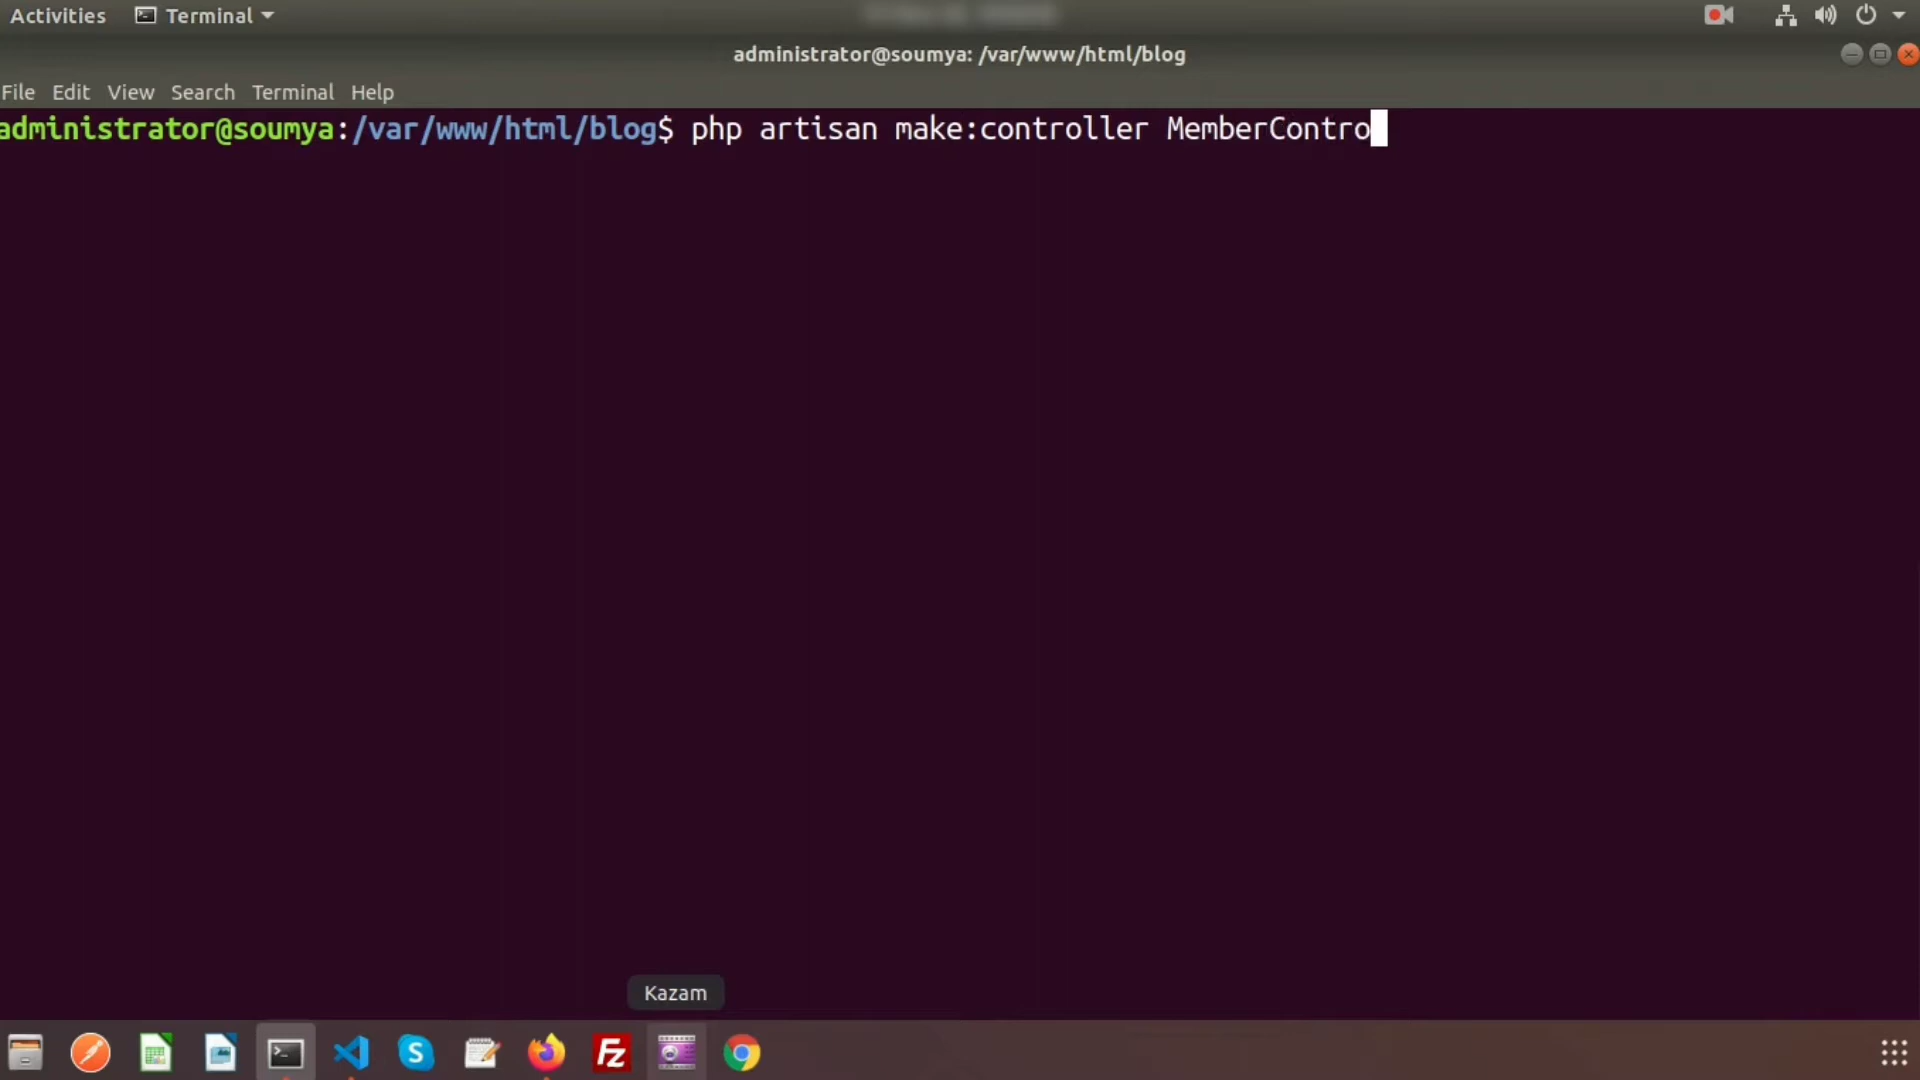 Activities Terminal
administrator@soumya: /var/www/html/blog
File Edit View Search Terminal Help
administrator@soumya:/var/www/html/blog$ php artisan make:controller MemberContro
Kazam